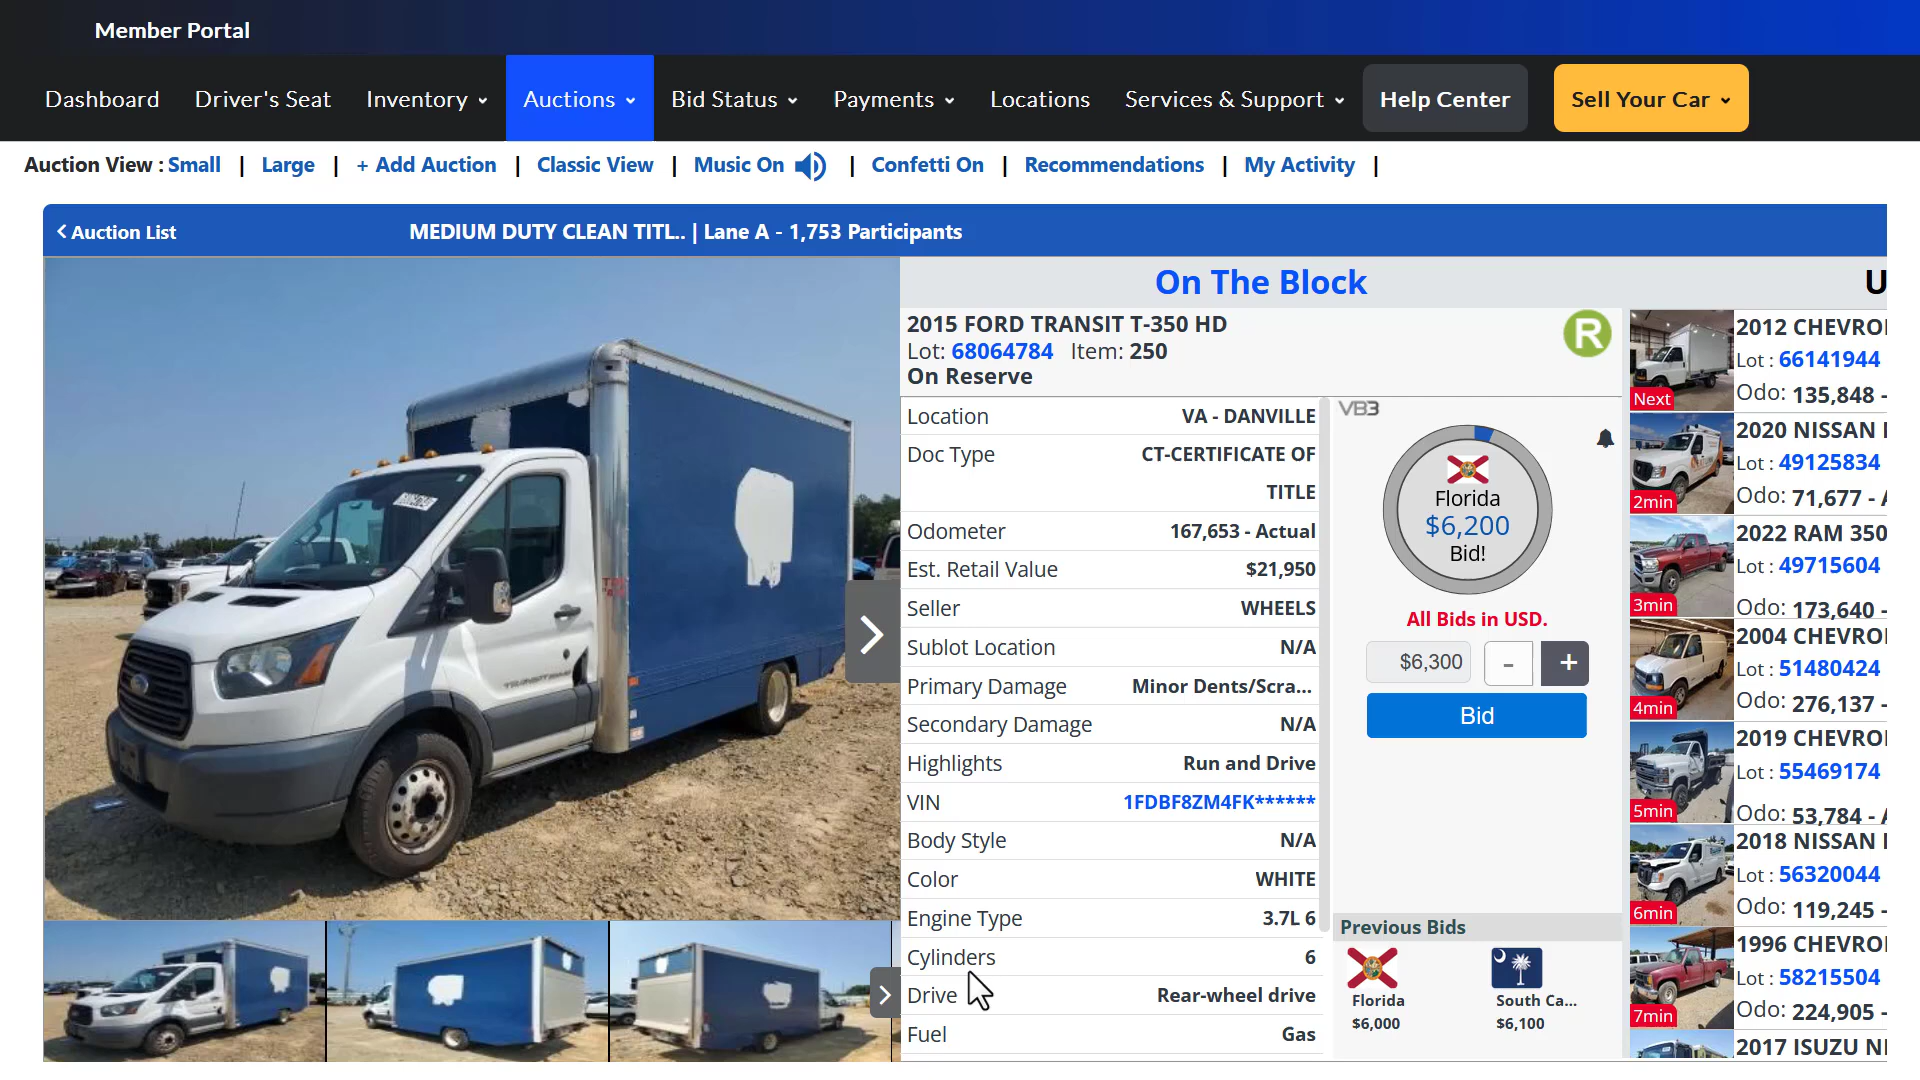 Member Portal
Dashboard Driver's Seat Inventory Auctions Bid Status Payments Locations Services & Support Help Center Sell Your Car
Auction View : Small | Large | + Add Auction | Classic View | Music On | Confetti On | Recommendations | My Activity |
Auction List MEDIUM DUTY CLEAN TITL.. | Lane A - 1,753 Participants
On The Block
U
2015 FORD TRANSIT T-350 HD
Lot: 68064784 Item: 250
On Reserve
R
Location VA - DANVILLE
Doc Type CT-CERTIFICATE OF
TITLE
Odometer 167,653 - Actual
Est. Retail Value $21,950
Seller WHEELS
Sublot Location N/A
Primary Damage Minor Dents/Scra...
Secondary Damage N/A
Highlights Run and Drive
VIN 1FDBF8ZM4FK******
Body Style N/A
Color WHITE
Engine Type 3.7L 6
Cylinders 6
Drive Rear-wheel drive
Fuel Gas
VB3
Florida
$6,200
Bid!
All Bids in USD.
$6,300 - +
Bid
Previous Bids
Florida
$6,000
South Ca...
$6,100
2012 CHEVRO
Lot : 66141944
Odo: 135,848 -
Next
2020 NISSAN
Lot : 49125834
Odo: 71,677 -
2min
2022 RAM 350
Lot : 49715604
Odo: 173,640 -
3min
2004 CHEVRO
Lot : 51480424
Odo: 276,137 -
4min
2019 CHEVRO
Lot : 55469174
Odo: 53,784 -
5min
2018 NISSAN
Lot : 56320044
Odo: 119,245 -
6min
1996 CHEVRO
Lot : 58215504
Odo: 224,905 -
7min
2017 ISUZU N